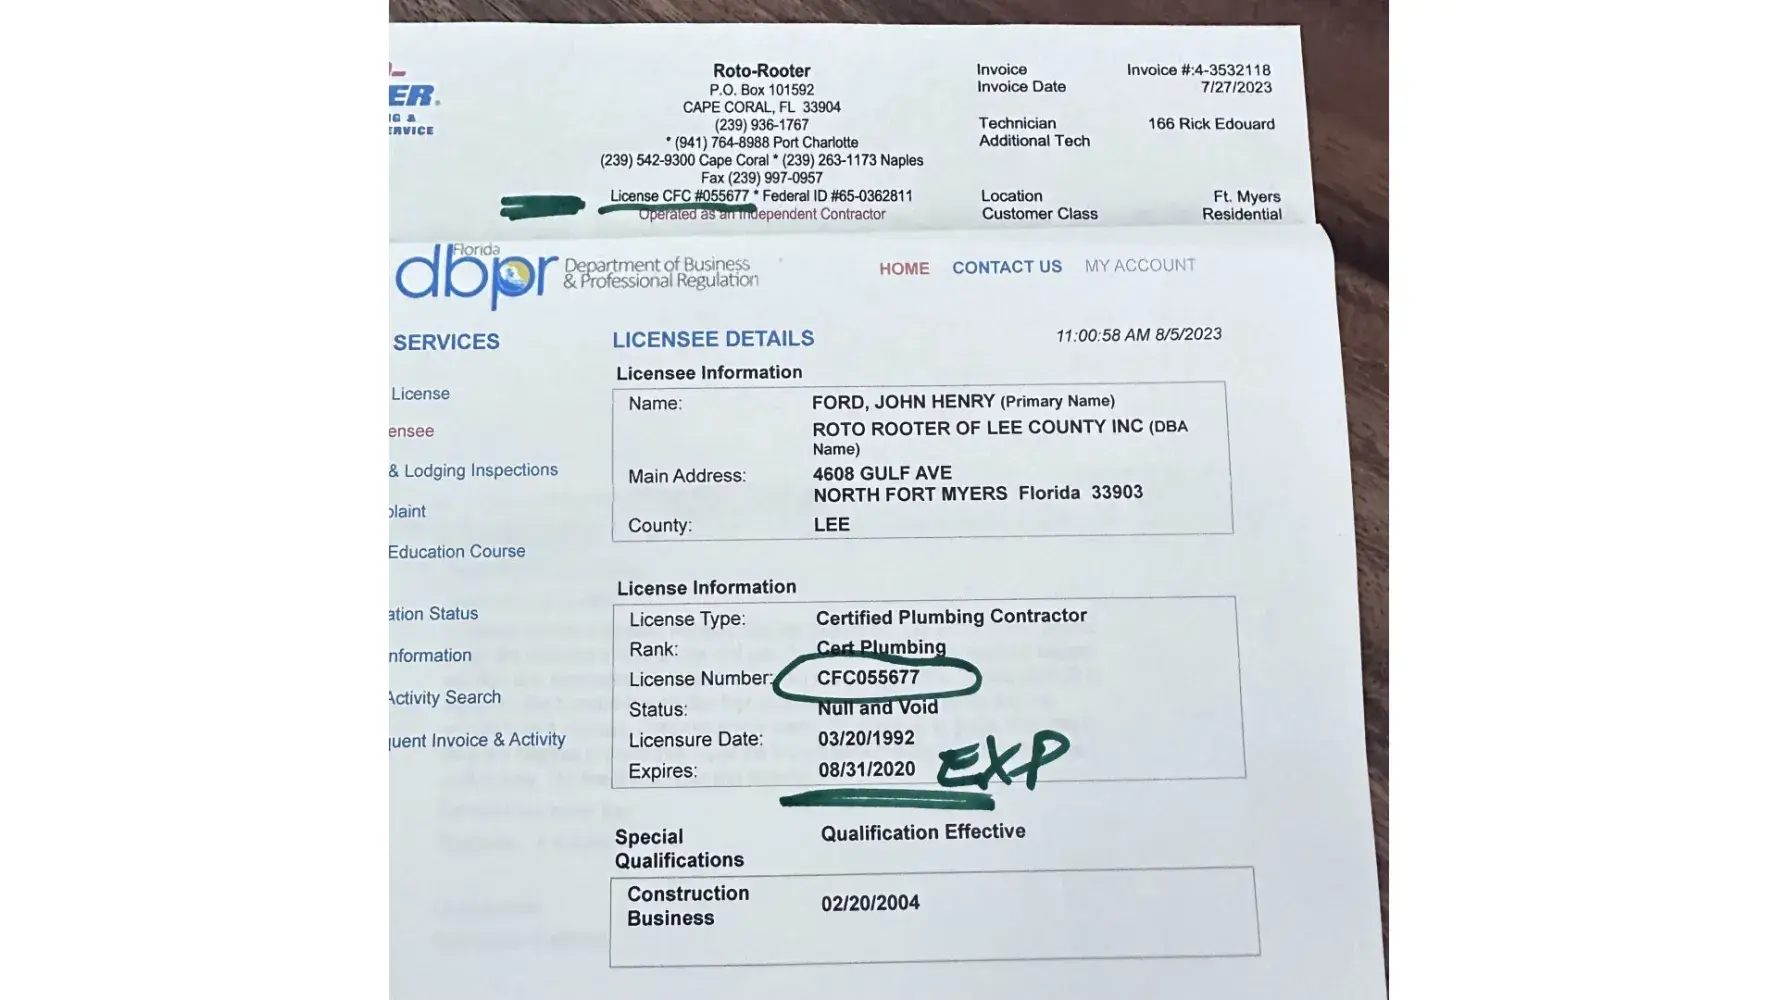 ER.
G &
ERVICE
Roto-Rooter
P.O. Box 101592
CAPE CORAL, FL 33904
(239) 936-1767
* (941) 764-8988 Port Charlotte
(239) 542-9300 Cape Coral * (239) 263-1173 Naples
Fax (239) 997-0957
License CFC #055677 * Federal ID #65-0362811
Operated as an Independent Contractor
Invoice Invoice #:4-3532118
Invoice Date 7/27/2023
Technician 166 Rick Edouard
Additional Tech
Location Ft. Myers
Customer Class Residential
Florida
dbpr
Department of Business
& Professional Regulation
HOME CONTACT US MY ACCOUNT
SERVICES
License
ensee
& Lodging Inspections
plaint
Education Course
ation Status
nformation
Activity Search
quent Invoice & Activity
LICENSEE DETAILS 11:00:58 AM 8/5/2023
Licensee Information
Name: FORD, JOHN HENRY (Primary Name)
ROTO ROOTER OF LEE COUNTY INC (DBA
Name)
Main Address: 4608 GULF AVE
NORTH FORT MYERS Florida 33903
County: LEE
License Information
License Type: Certified Plumbing Contractor
Rank: Cert Plumbing
License Number: CFC055677
Status: Null and Void
Licensure Date: 03/20/1992
Expires: 08/31/2020 EXP
Special Qualification Effective
Qualifications
Construction 02/20/2004
Business